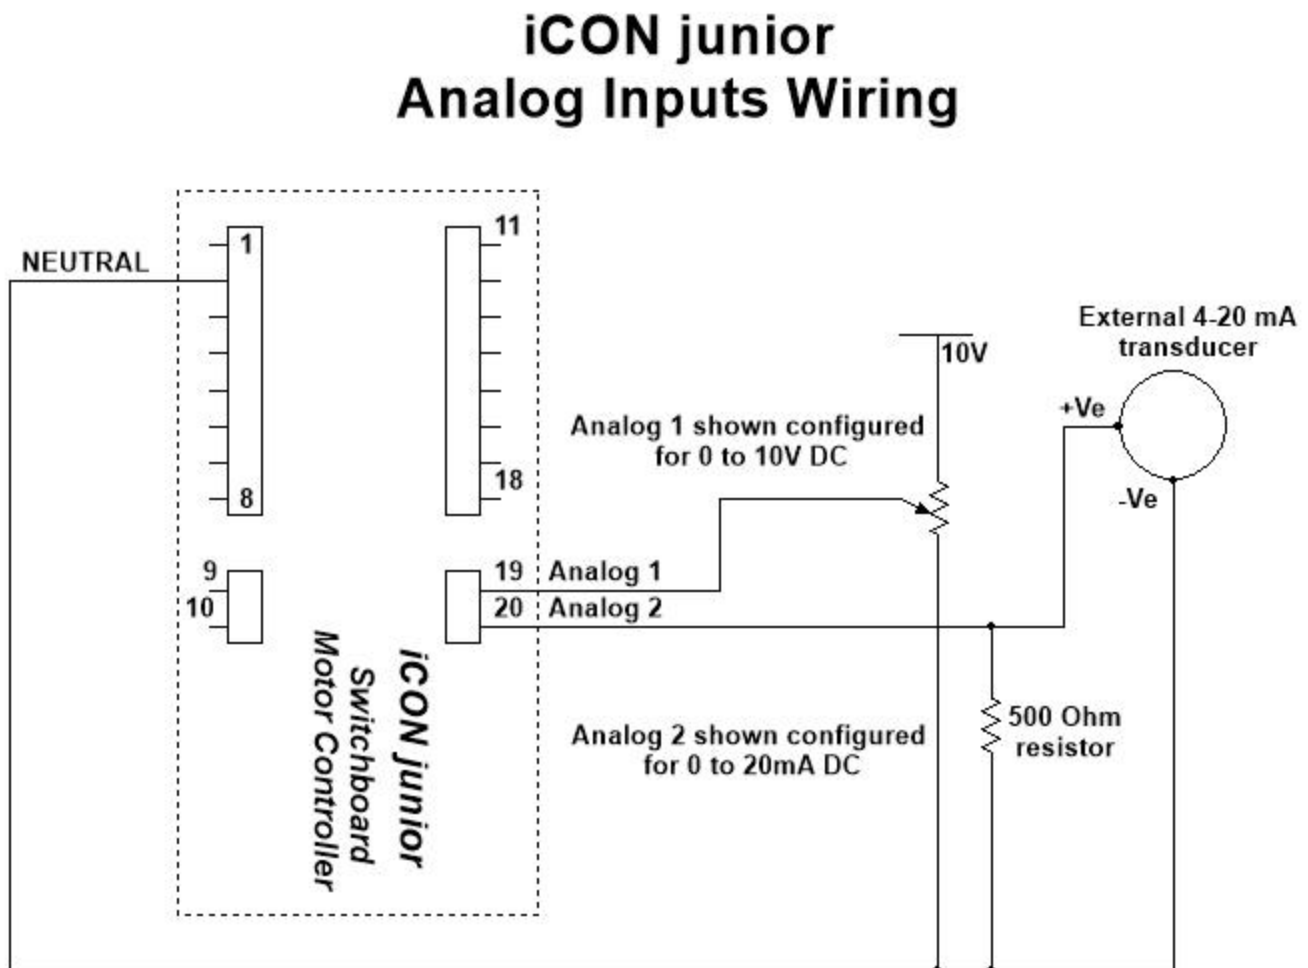 iCON junior
Analog Inputs Wiring
NEUTRAL
1
8
9
10
11
18
19
20
Analog 1
Analog 2
10V
Analog 1 shown configured
for 0 to 10V DC
External 4-20 mA
transducer
+Ve
-Ve
500 Ohm
resistor
Analog 2 shown configured
for 0 to 20mA DC
iCON junior
Switchboard
Motor Controller